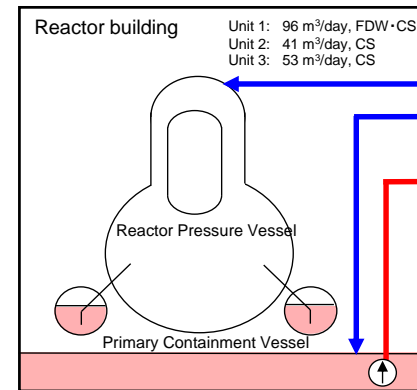 Reactor building
Unit 1: 96 m³/day, FDW・CS
Unit 2: 41 m³/day, CS
Unit 3: 53 m³/day, CS
Reactor Pressure Vessel
Primary Containment Vessel